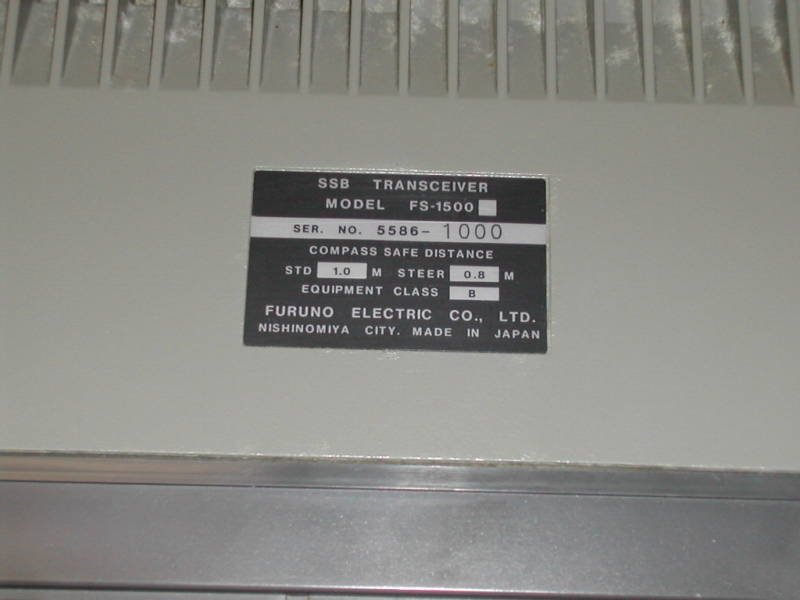 SSB TRANSCEIVER
MODEL FS-1500
SER. NO. 5586-1000
COMPASS SAFE DISTANCE
STD 1.0 M STEER 0.8 M
EQUIPMENT CLASS B
FURUNO ELECTRIC CO., LTD.
NISHINOMIYA CITY. MADE IN JAPAN